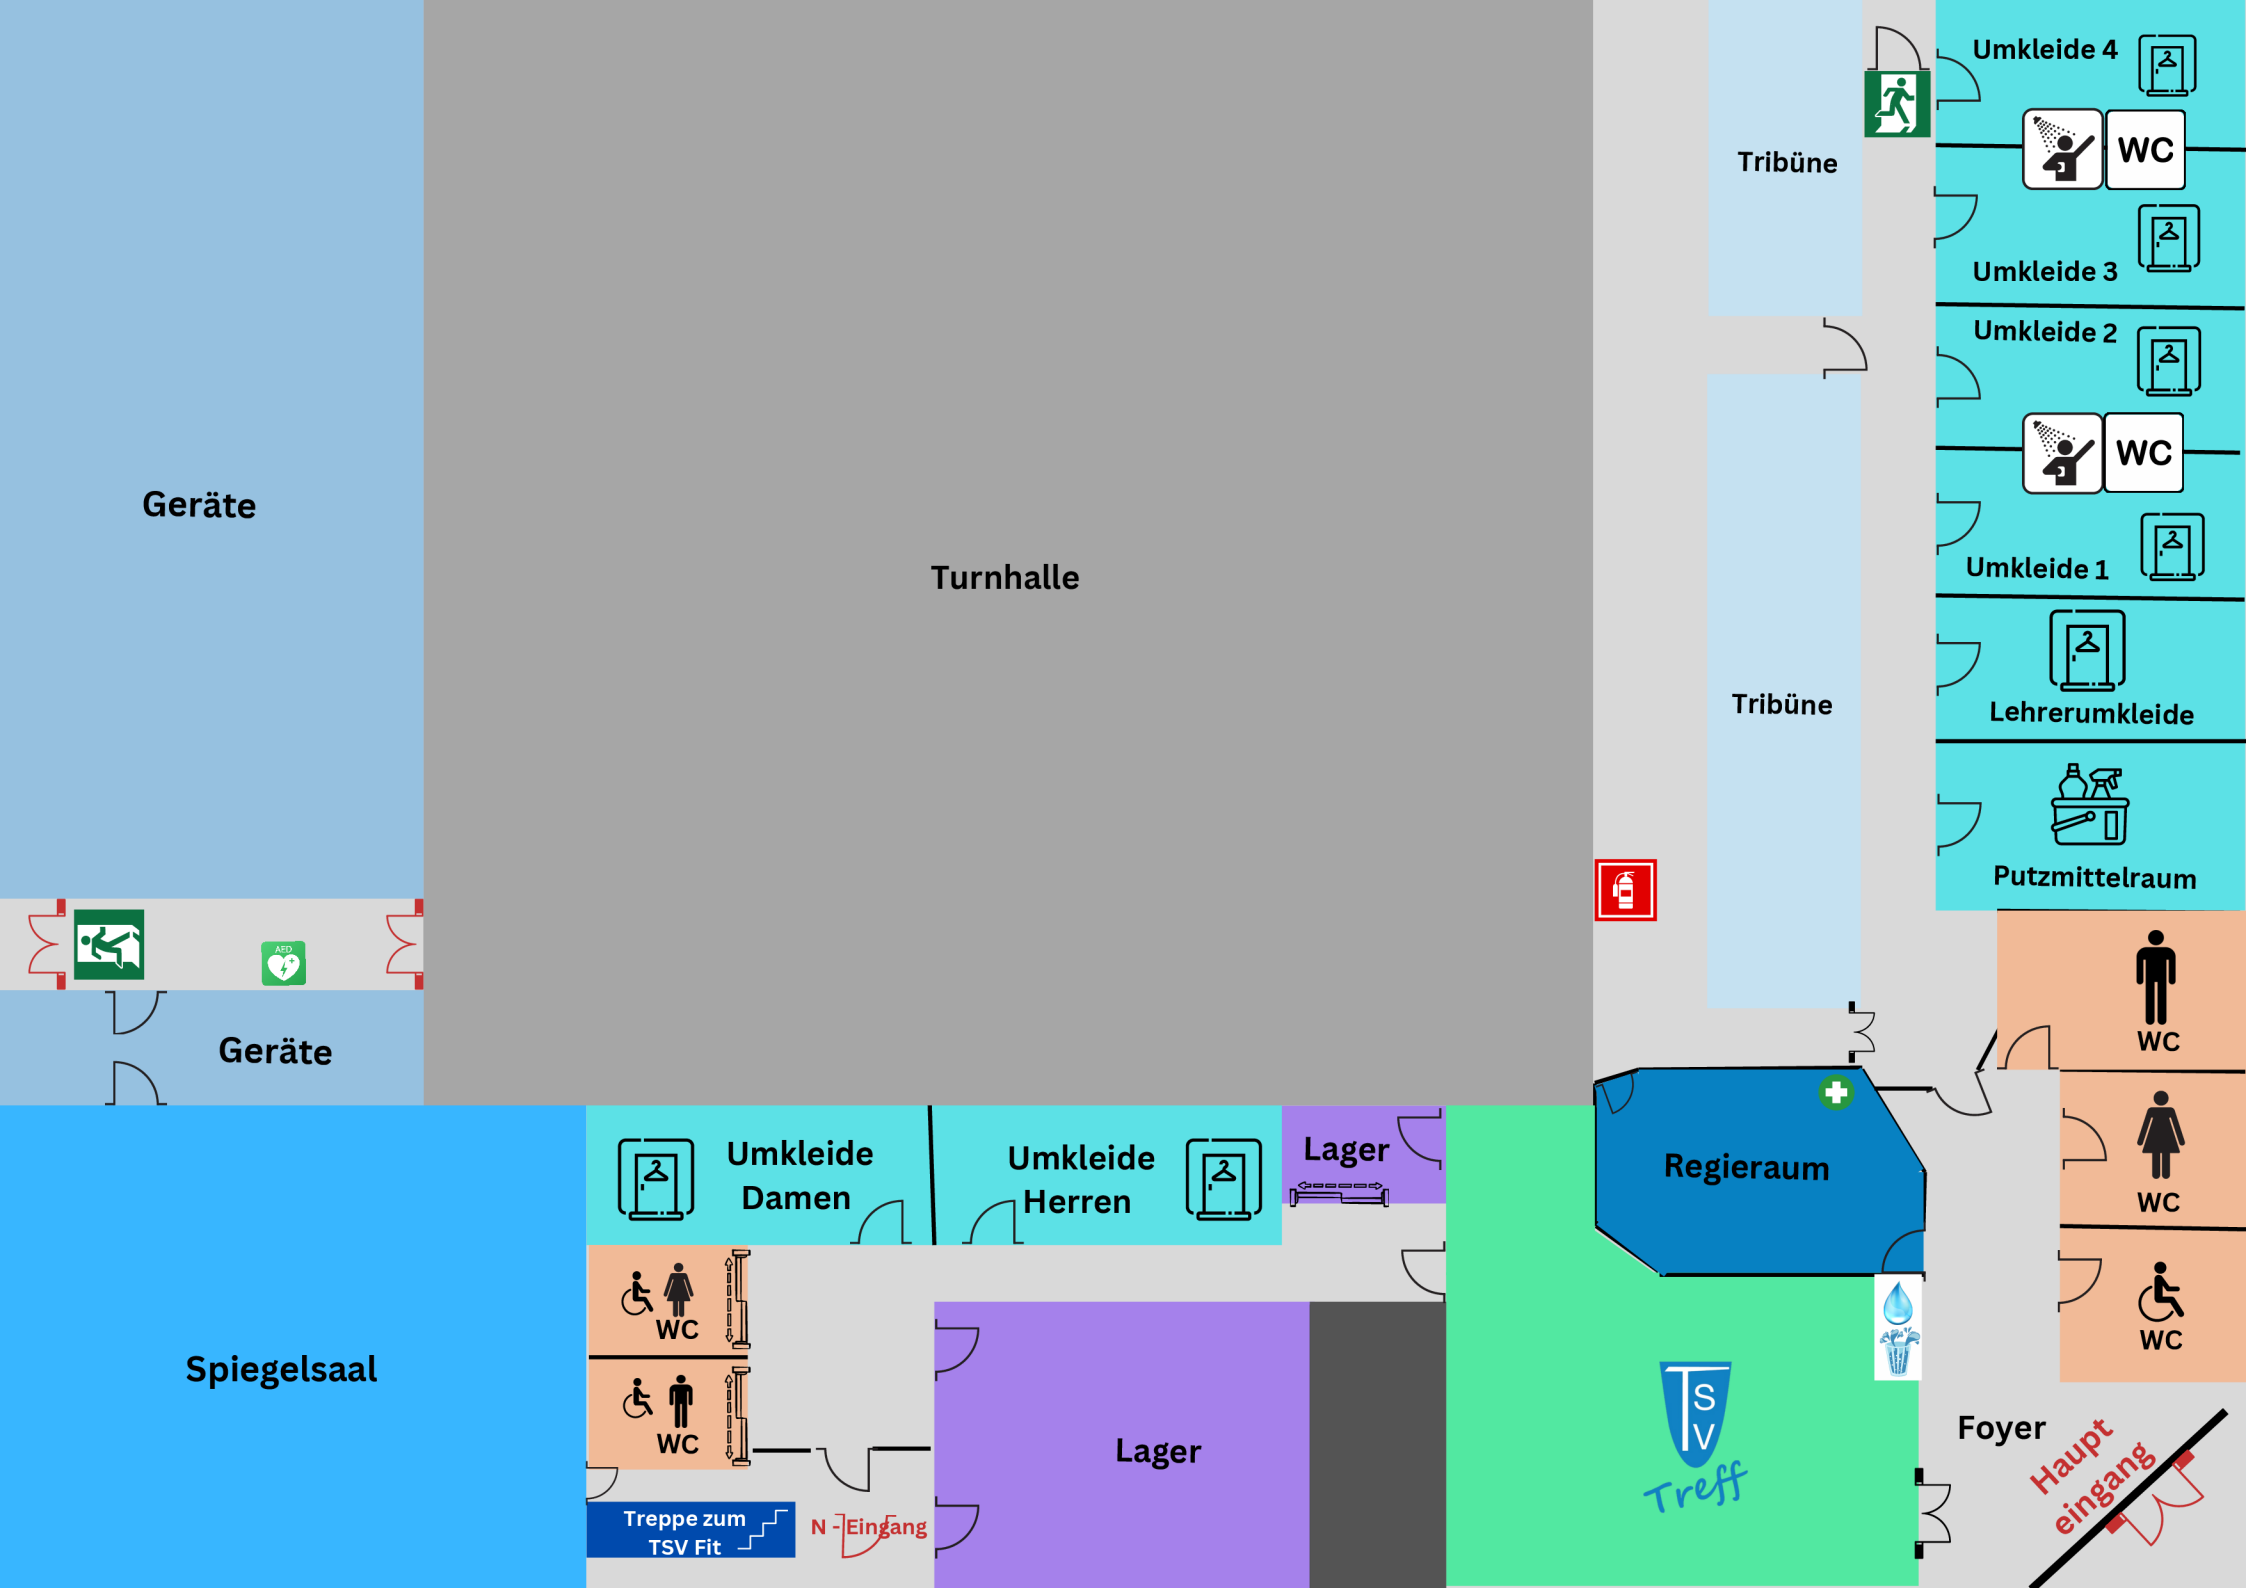 Umkleide 4
WC
Tribüne
Umkleide 3
Umkleide 2
WC
Geräte
Turnhalle
Umkleide 1
Tribüne
Lehrerumkleide
Putzmittelraum
AED
Geräte
WC
Umkleide
Damen
Umkleide
Herren
Lager
Regieraum
WC
WC
WC
Spiegelsaal
WC
Lager
TSV
Treff
Foyer
Haupt
eingang
Treppe zum
TSV Fit
N - Eingang